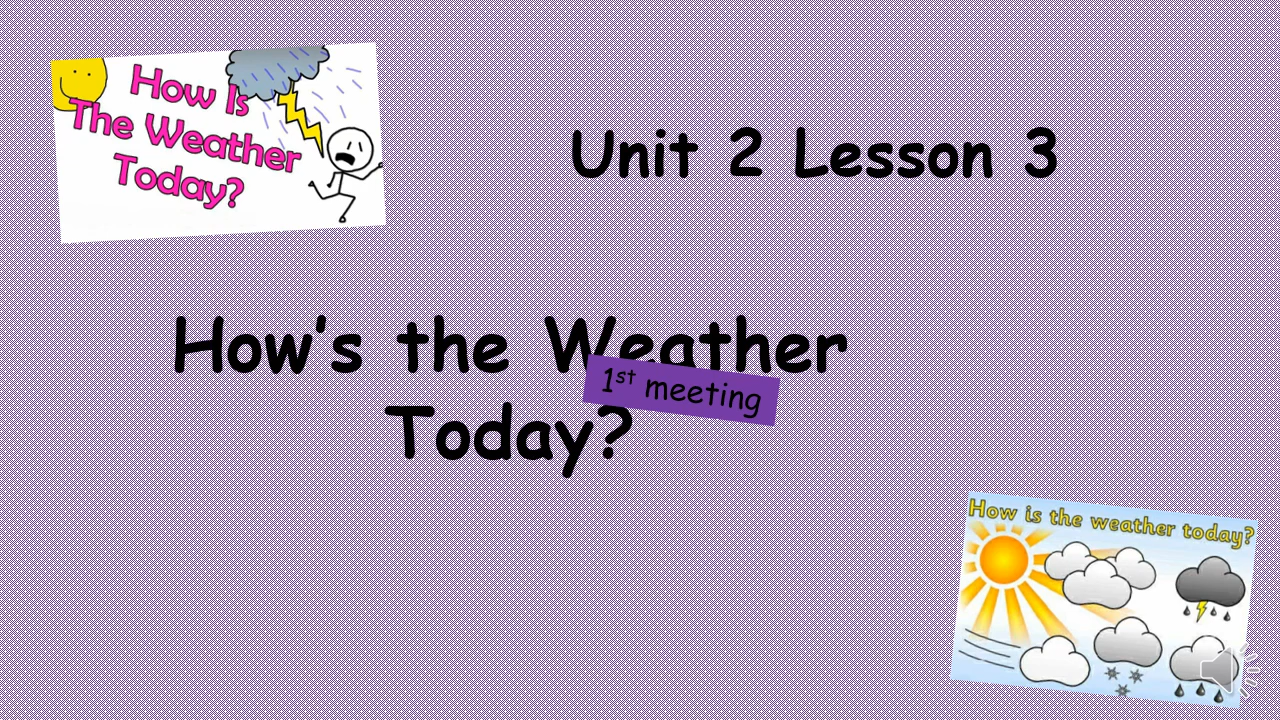 How Is
The Weather
Today?
Unit 2 Lesson 3
How's the Weather
Today?
1st meeting
How is the weather today?